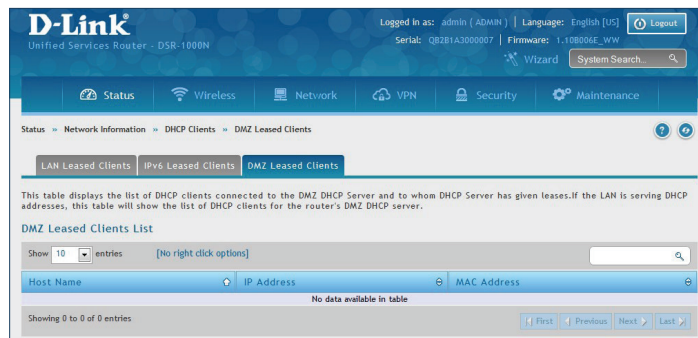 D-Link®
Logged in as: admin ( ADMIN ) | Language: English [US]
Logout
Unified Services Router - DSR-1000N
Serial: QB2B1A3000007 | Firmware: 1.10B006E_WW
Wizard
System Search...
Status
Wireless
Network
VPN
Security
Maintenance
Status » Network Information » DHCP Clients » DMZ Leased Clients
LAN Leased Clients
IPv6 Leased Clients
DMZ Leased Clients
This table displays the list of DHCP clients connected to the DMZ DHCP Server and to whom DHCP Server has given leases.If the LAN is serving DHCP
addresses, this table will show the list of DHCP clients for the router's DMZ DHCP server.
DMZ Leased Clients List
Show 10 entries [No right click options]
Host Name IP Address MAC Address
No data available in table
Showing 0 to 0 of 0 entries
First Previous Next Last